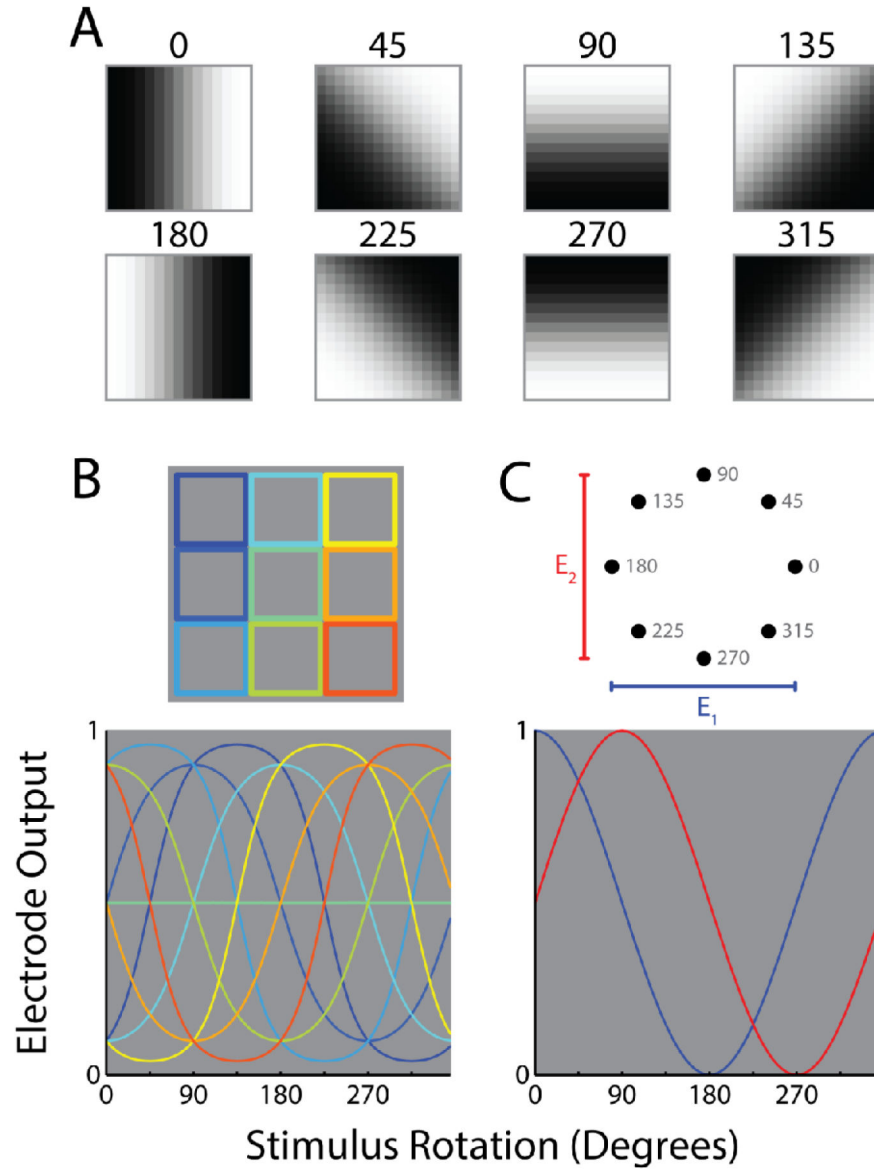 A
0 45 90 135
180 225 270 315
B
C
90
135 45
180 0
225 315
270
E2
E1
Electrode Output
1
0
0 90 180 270
1
0
0 90 180 270
Stimulus Rotation (Degrees)